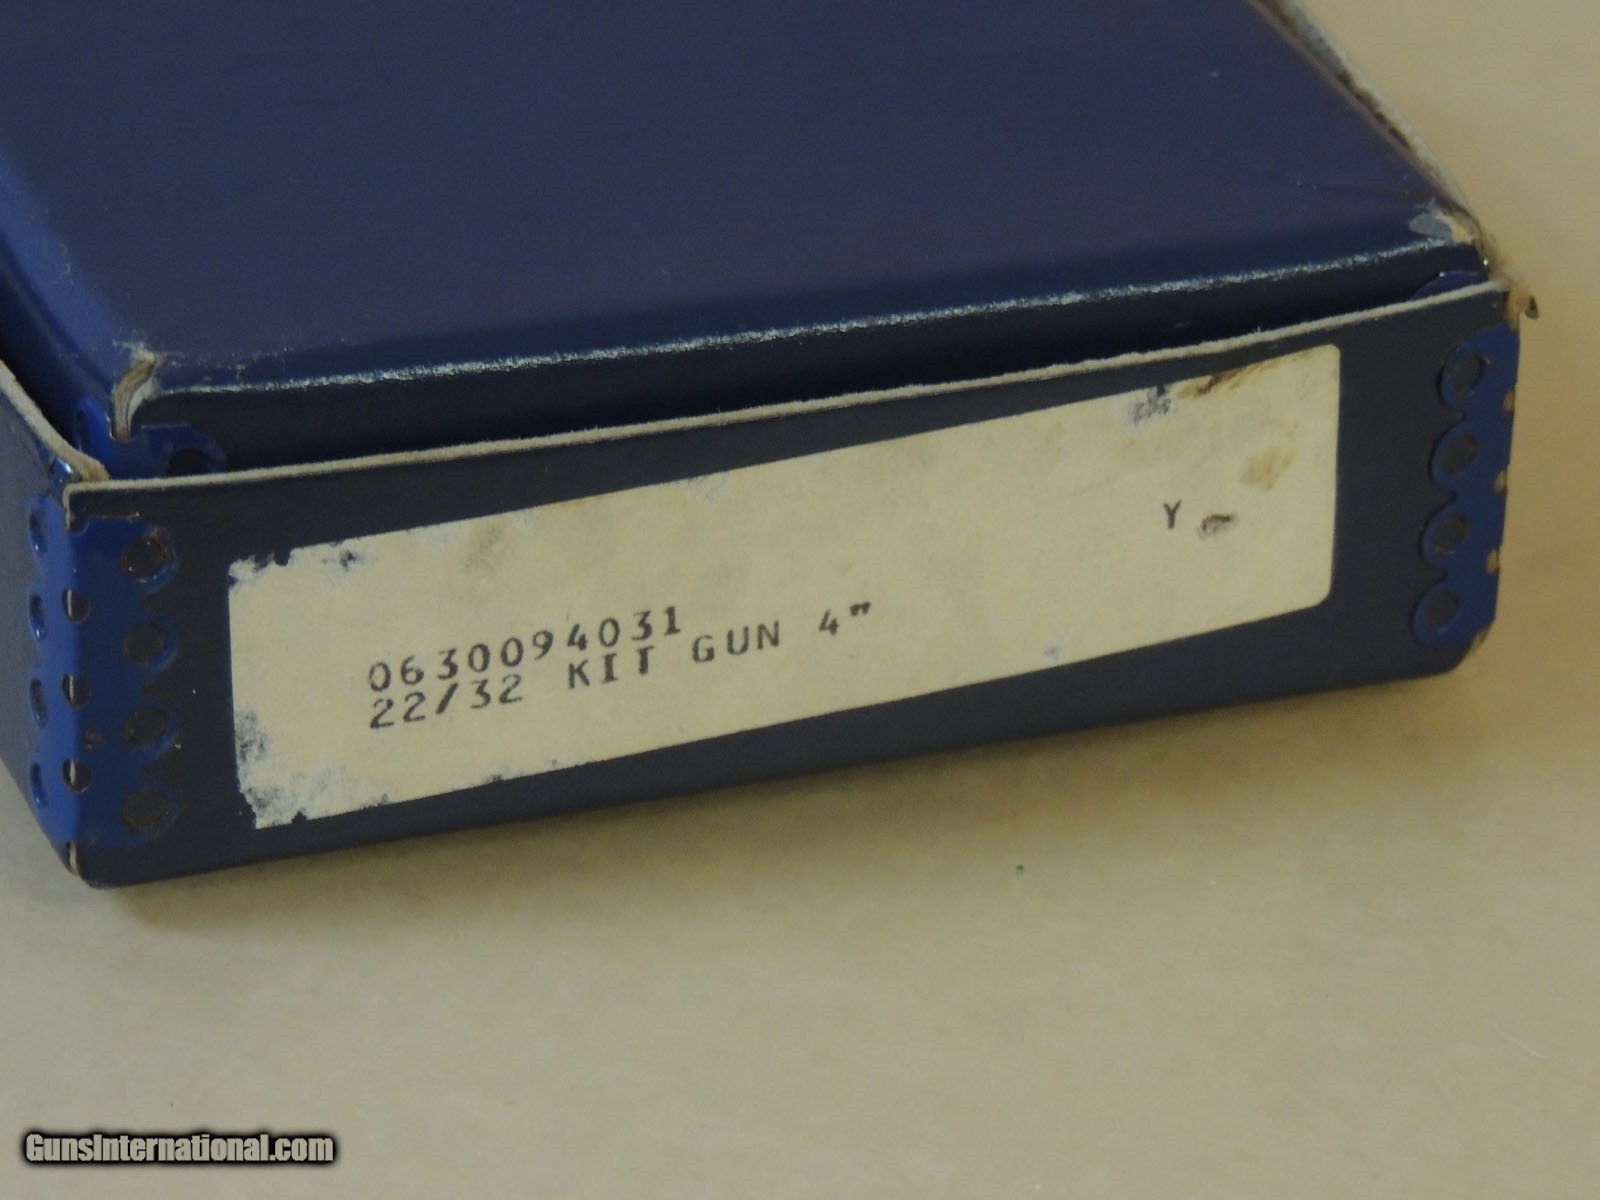 Y
0630094031
22/32 KIT GUN 4"
GunsInternational.com